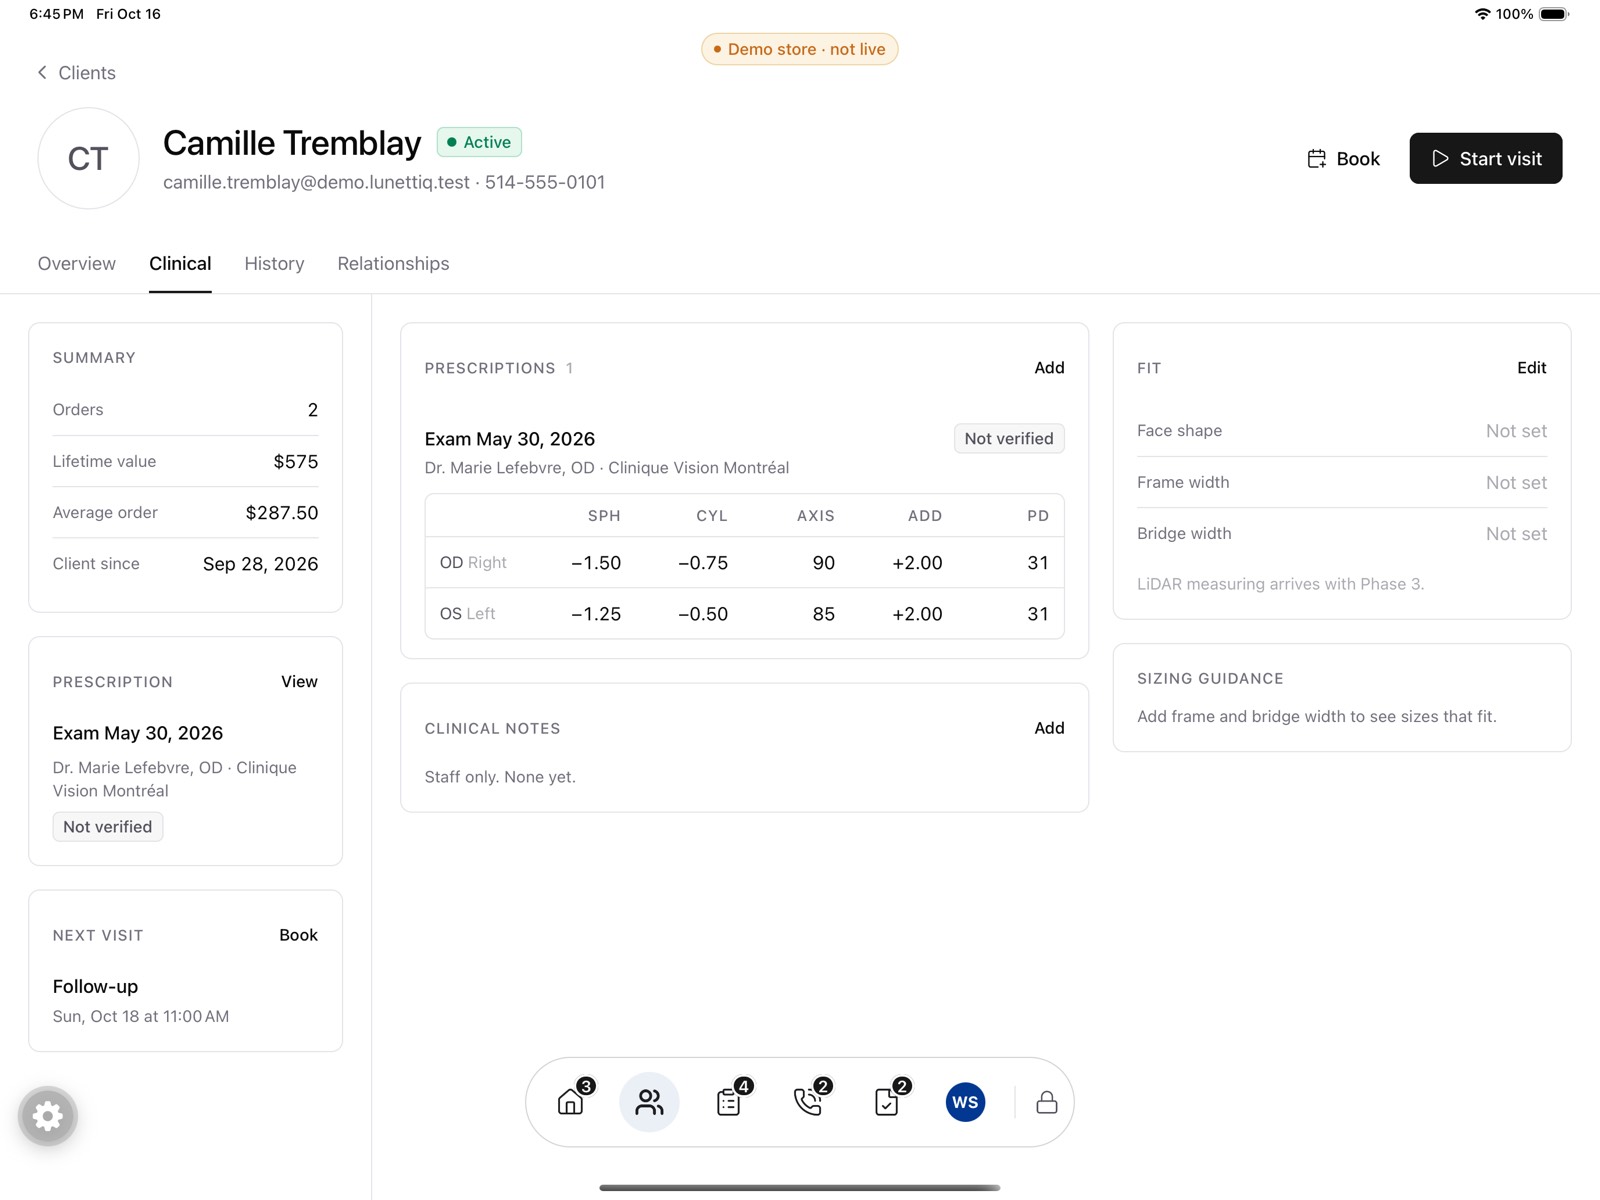 6:45 PM Fri Oct 16
100%
Demo store · not live
Clients
CT
Camille Tremblay
Active
camille.tremblay@demo.lunettiq.test · 514-555-0101
Book
Start visit
Overview
Clinical
History
Relationships
SUMMARY
Orders 2
Lifetime value $575
Average order $287.50
Client since Sep 28, 2026
PRESCRIPTION View
Exam May 30, 2026
Dr. Marie Lefebvre, OD · Clinique
Vision Montréal
Not verified
NEXT VISIT Book
Follow-up
Sun, Oct 18 at 11:00 AM
PRESCRIPTIONS 1 Add
Exam May 30, 2026 Not verified
Dr. Marie Lefebvre, OD · Clinique Vision Montréal
SPH CYL AXIS ADD PD
OD Right −1.50 −0.75 90 +2.00 31
OS Left −1.25 −0.50 85 +2.00 31
CLINICAL NOTES Add
Staff only. None yet.
FIT Edit
Face shape Not set
Frame width Not set
Bridge width Not set
LiDAR measuring arrives with Phase 3.
SIZING GUIDANCE
Add frame and bridge width to see sizes that fit.
3
4
2
2
WS